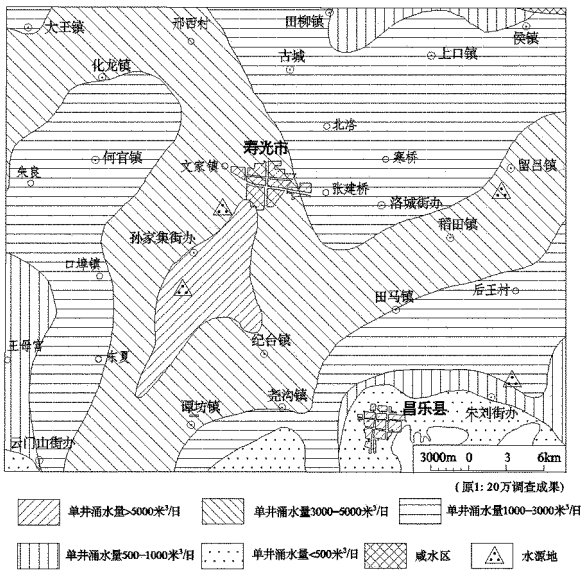 大王镇
邢西村
田柳镇
侯镇
化龙镇
古城
上口镇
北洛
寿光市
寒桥
何官镇
文家镇
留吕镇
朱良
张建桥
洛城街办
稻田镇
孙家集街办
口埠镇
后王村
田马镇
纪台镇
王母宫
东夏
尧沟镇
昌乐县
谭坊镇
朱刘街办
云门山街办
3000m 0 3 6km
(原1: 20万调查成果)
单井涌水量>5000米³/日
单井涌水量3000-5000米³/日
单井涌水量1000-3000米³/日
单井涌水量500-1000米³/日
单井涌水量<500米³/日
咸水区
水源地